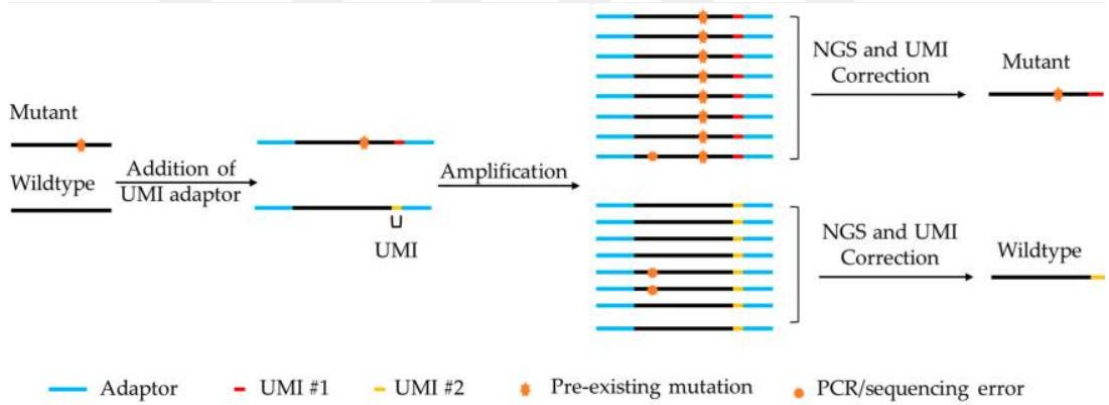 Mutant
Wildtype
Addition of
UMI adaptor
UMI
Amplification
NGS and UMI
Correction
Mutant
NGS and UMI
Correction
Wildtype
Adaptor
UMI #1
UMI #2
Pre-existing mutation
PCR/sequencing error